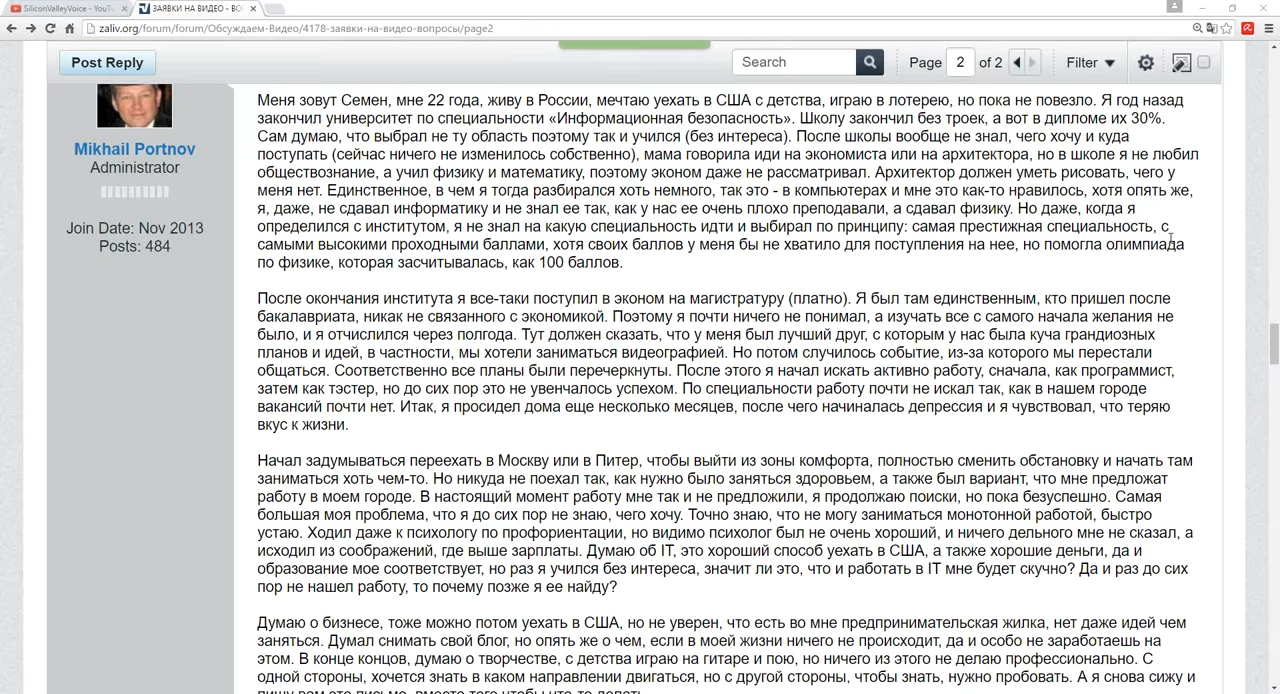 SiliconValleyVoice - YouT
ЗАЯВКИ НА ВИДЕО - ВО
zaliv.org/forum/forum/Обсуждаем-Видео/4178-заявки-на-видео-вопросы/page2
Post Reply
Search
Page 2 of 2
Filter
Mikhail Portnov
Administrator
Join Date: Nov 2013
Posts: 484
Меня зовут Семен, мне 22 года, живу в России, мечтаю уехать в США с детства, играю в лотерею, но пока не повезло. Я год назад
закончил университет по специальности «Информационная безопасность». Школу закончил без троек, а вот в дипломе их 30%.
Сам думаю, что выбрал не ту область поэтому так и учился (без интереса). После школы вообще не знал, чего хочу и куда
поступать (сейчас ничего не изменилось собственно), мама говорила иди на экономиста или на архитектора, но в школе я не любил
обществознание, а учил физику и математику, поэтому эконом даже не рассматривал. Архитектор должен уметь рисовать, чего у
меня нет. Единственное, в чем я тогда разбирался хоть немного, так это - в компьютерах и мне это как-то нравилось, хотя опять же,
я, даже, не сдавал информатику и не знал ее так, как у нас ее очень плохо преподавали, а сдавал физику. Но даже, когда я
определился с институтом, я не знал на какую специальность идти и выбирал по принципу: самая престижная специальность, с
самыми высокими проходными баллами, хотя своих баллов у меня бы не хватило для поступления на нее, но помогла олимпиада
по физике, которая засчитывалась, как 100 баллов.
После окончания института я все-таки поступил в эконом на магистратуру (платно). Я был там единственным, кто пришел после
бакалавриата, никак не связанного с экономикой. Поэтому я почти ничего не понимал, а изучать все с самого начала желания не
было, и я отчислился через полгода. Тут должен сказать, что у меня был лучший друг, с которым у нас была куча грандиозных
планов и идей, в частности, мы хотели заниматься видеографией. Но потом случилось событие, из-за которого мы перестали
общаться. Соответственно все планы были перечеркнуты. После этого я начал искать активно работу, сначала, как программист,
затем как тэстер, но до сих пор это не увенчалось успехом. По специальности работу почти не искал так, как в нашем городе
вакансий почти нет. Итак, я просидел дома еще несколько месяцев, после чего начиналась депрессия и я чувствовал, что теряю
вкус к жизни.
Начал задумываться переехать в Москву или в Питер, чтобы выйти из зоны комфорта, полностью сменить обстановку и начать там
заниматься хоть чем-то. Но никуда не поехал так, как нужно было заняться здоровьем, а также был вариант, что мне предложат
работу в моем городе. В настоящий момент работу мне так и не предложили, я продолжаю поиски, но пока безуспешно. Самая
большая моя проблема, что я до сих пор не знаю, чего хочу. Точно знаю, что не могу заниматься монотонной работой, быстро
устаю. Ходил даже к психологу по профориентации, но видимо психолог был не очень хороший, и ничего дельного мне не сказал, а
исходил из соображений, где выше зарплаты. Думаю об IT, это хороший способ уехать в США, а также хорошие деньги, да и
образование мое соответствует, но раз я учился без интереса, значит ли это, что и работать в IT мне будет скучно? Да и раз до сих
пор не нашел работу, то почему позже я ее найду?
Думаю о бизнесе, тоже можно потом уехать в США, но не уверен, что есть во мне предпринимательская жилка, нет даже идей чем
заняться. Думал снимать свой блог, но опять же о чем, если в моей жизни ничего не происходит, да и особо не заработаешь на
этом. В конце концов, думаю о творчестве, с детства играю на гитаре и пою, но ничего из этого не делаю профессионально. С
одной стороны, хочется знать в каком направлении двигаться, но с другой стороны, чтобы знать, нужно пробовать. А я снова сижу и
пишу вам это письмо, вместо того чтобы что-то делать.